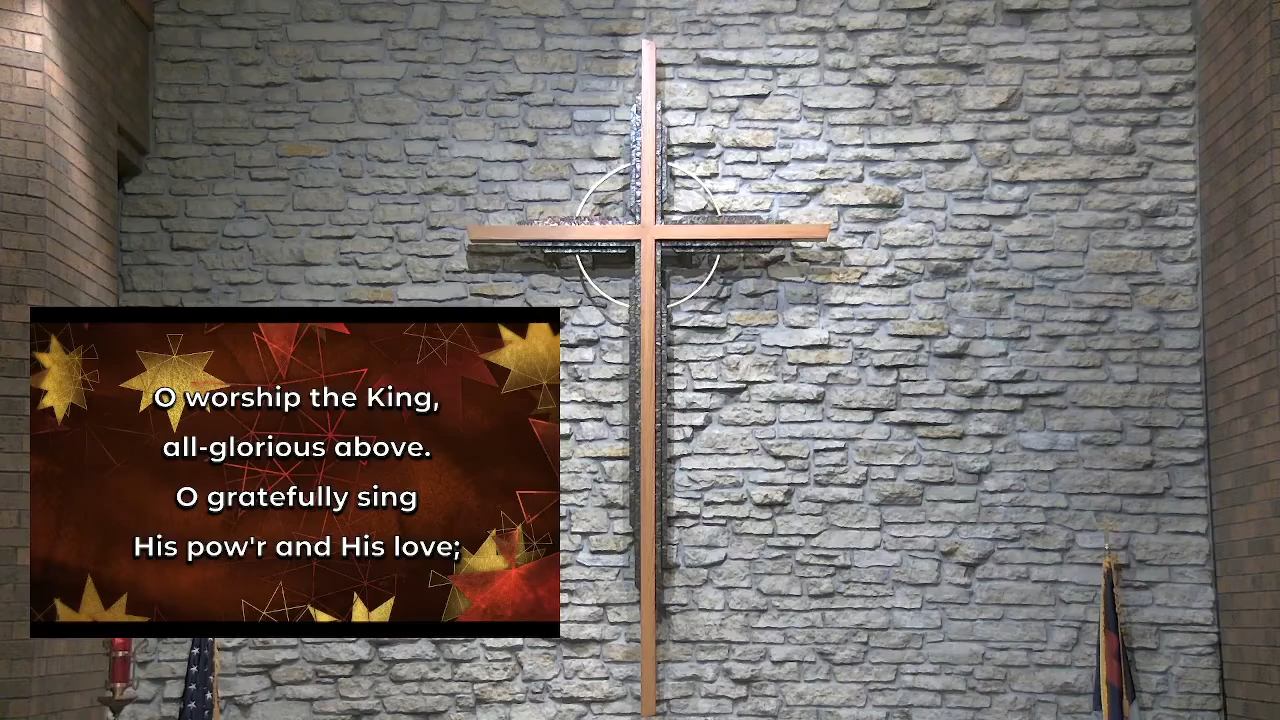 O worship the King,
all-glorious above.
O gratefully sing
His pow'r and His love;